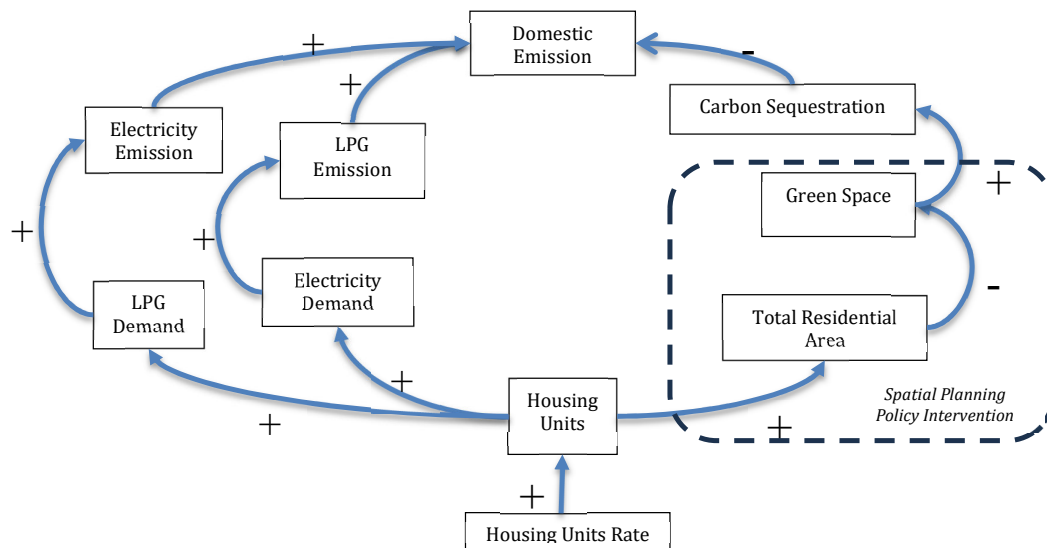 Domestic
Emission
+
-
+
Carbon Sequestration
Electricity
Emission
LPG
Emission
+
Green Space
+
+
Electricity
Demand
-
LPG
Demand
Total Residential
Area
+
Housing
Units
Spatial Planning
Policy Intervention
+
+
+
Housing Units Rate